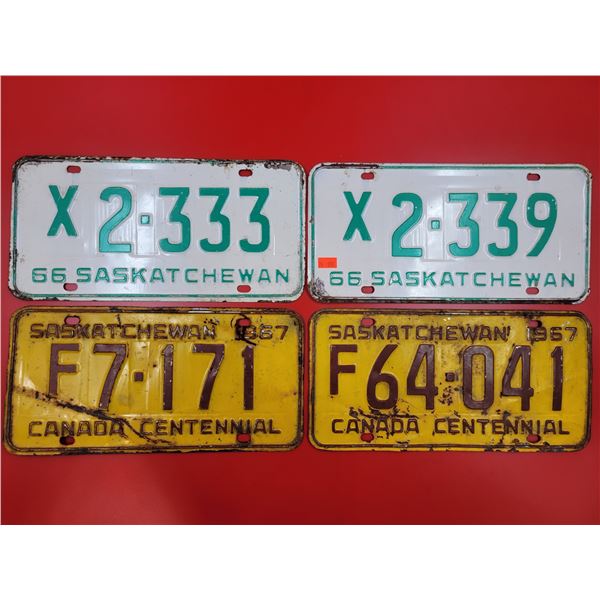 X 2·333
66 SASKATCHEWAN
X 2·339
66 SASKATCHEWAN
SASKATCHEWAN 1967
F7·171
CANADA CENTENNIAL
SASKATCHEWAN 1967
F64·041
CANADA CENTENNIAL